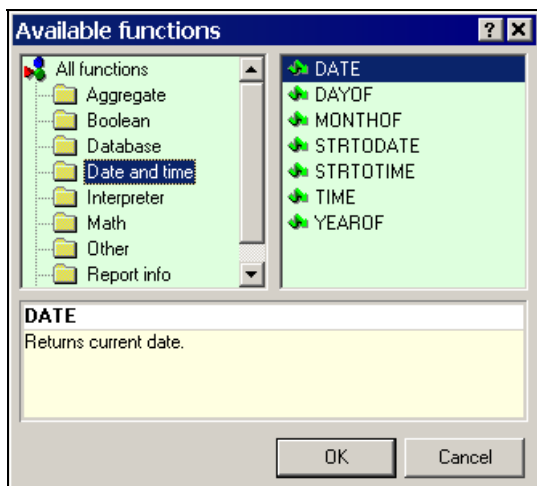 Available functions
All functions
Aggregate
Boolean
Database
Date and time
Interpreter
Math
Other
Report info
DATE
DAYOF
MONTHOF
STRTODATE
STRTOTIME
TIME
YEAROF
DATE
Returns current date.
OK
Cancel